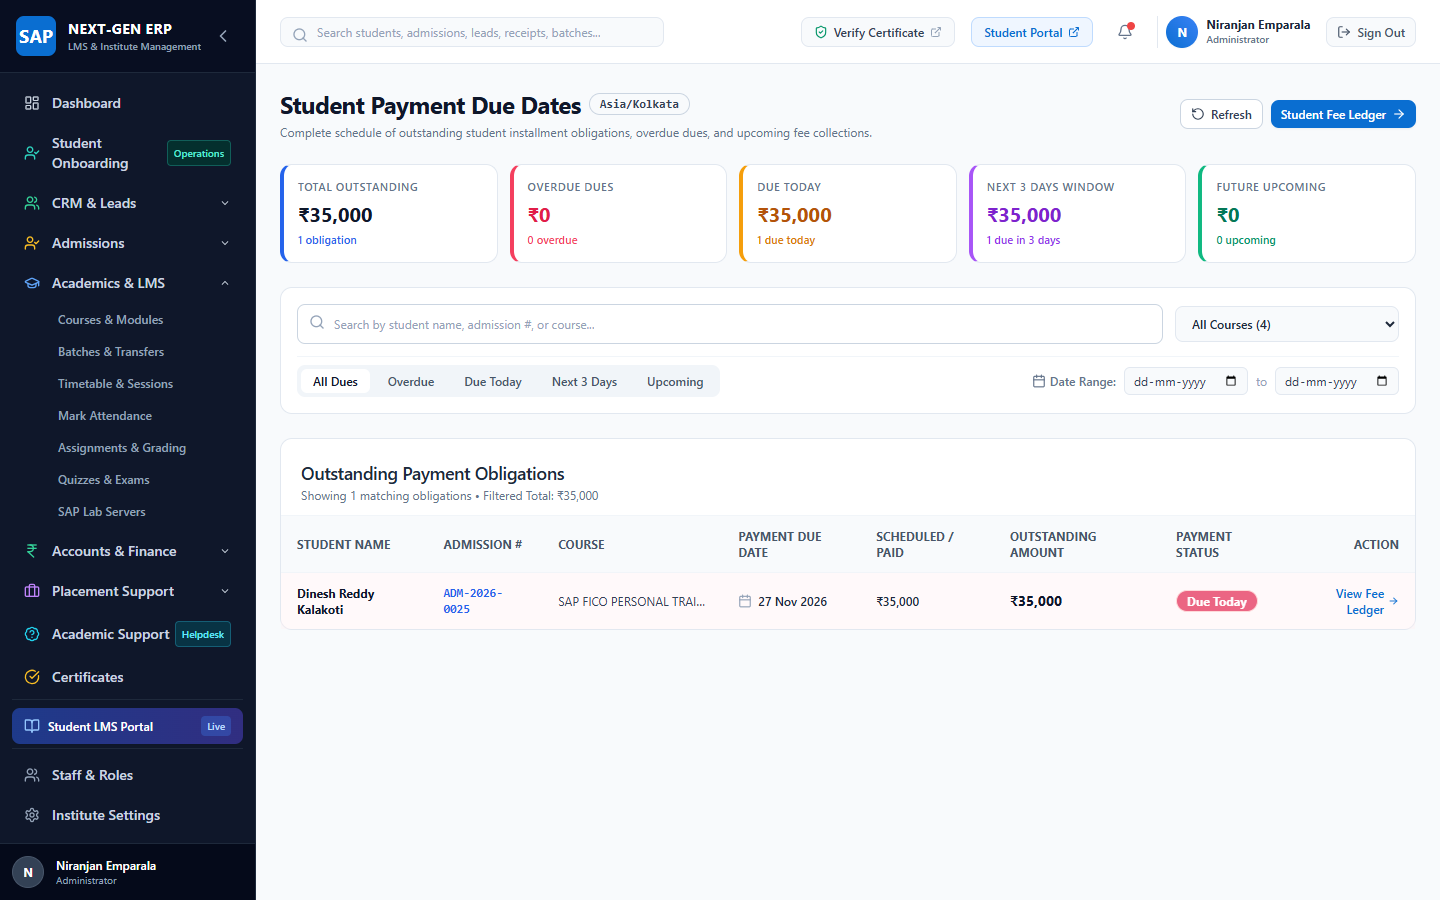 SAP
NEXT-GEN ERP
LMS & Institute Management
Dashboard
Student Onboarding
Operations
CRM & Leads
Admissions
Academics & LMS
Courses & Modules
Batches & Transfers
Timetable & Sessions
Mark Attendance
Assignments & Grading
Quizzes & Exams
SAP Lab Servers
Accounts & Finance
Placement Support
Academic Support
Helpdesk
Certificates
Student LMS Portal
Live
Staff & Roles
Institute Settings
N
Niranjan Emparala
Administrator
Search students, admissions, leads, receipts, batches...
Verify Certificate
Student Portal
N
Niranjan Emparala
Administrator
Sign Out
Student Payment Due Dates
Asia/Kolkata
Complete schedule of outstanding student installment obligations, overdue dues, and upcoming fee collections.
Refresh
Student Fee Ledger
TOTAL OUTSTANDING
₹35,000
1 obligation
OVERDUE DUES
₹0
0 overdue
DUE TODAY
₹35,000
1 due today
NEXT 3 DAYS WINDOW
₹35,000
1 due in 3 days
FUTURE UPCOMING
₹0
0 upcoming
Search by student name, admission #, or course...
All Courses (4)
All Dues
Overdue
Due Today
Next 3 Days
Upcoming
Date Range:
dd-mm-yyyy
to
dd-mm-yyyy
Outstanding Payment Obligations
Showing 1 matching obligations • Filtered Total: ₹35,000
STUDENT NAME
ADMISSION #
COURSE
PAYMENT DUE DATE
SCHEDULED / PAID
OUTSTANDING AMOUNT
PAYMENT STATUS
ACTION
Dinesh Reddy Kalakoti
ADM-2026-0025
SAP FICO PERSONAL TRAI...
27 Nov 2026
₹35,000
₹35,000
Due Today
View Fee Ledger